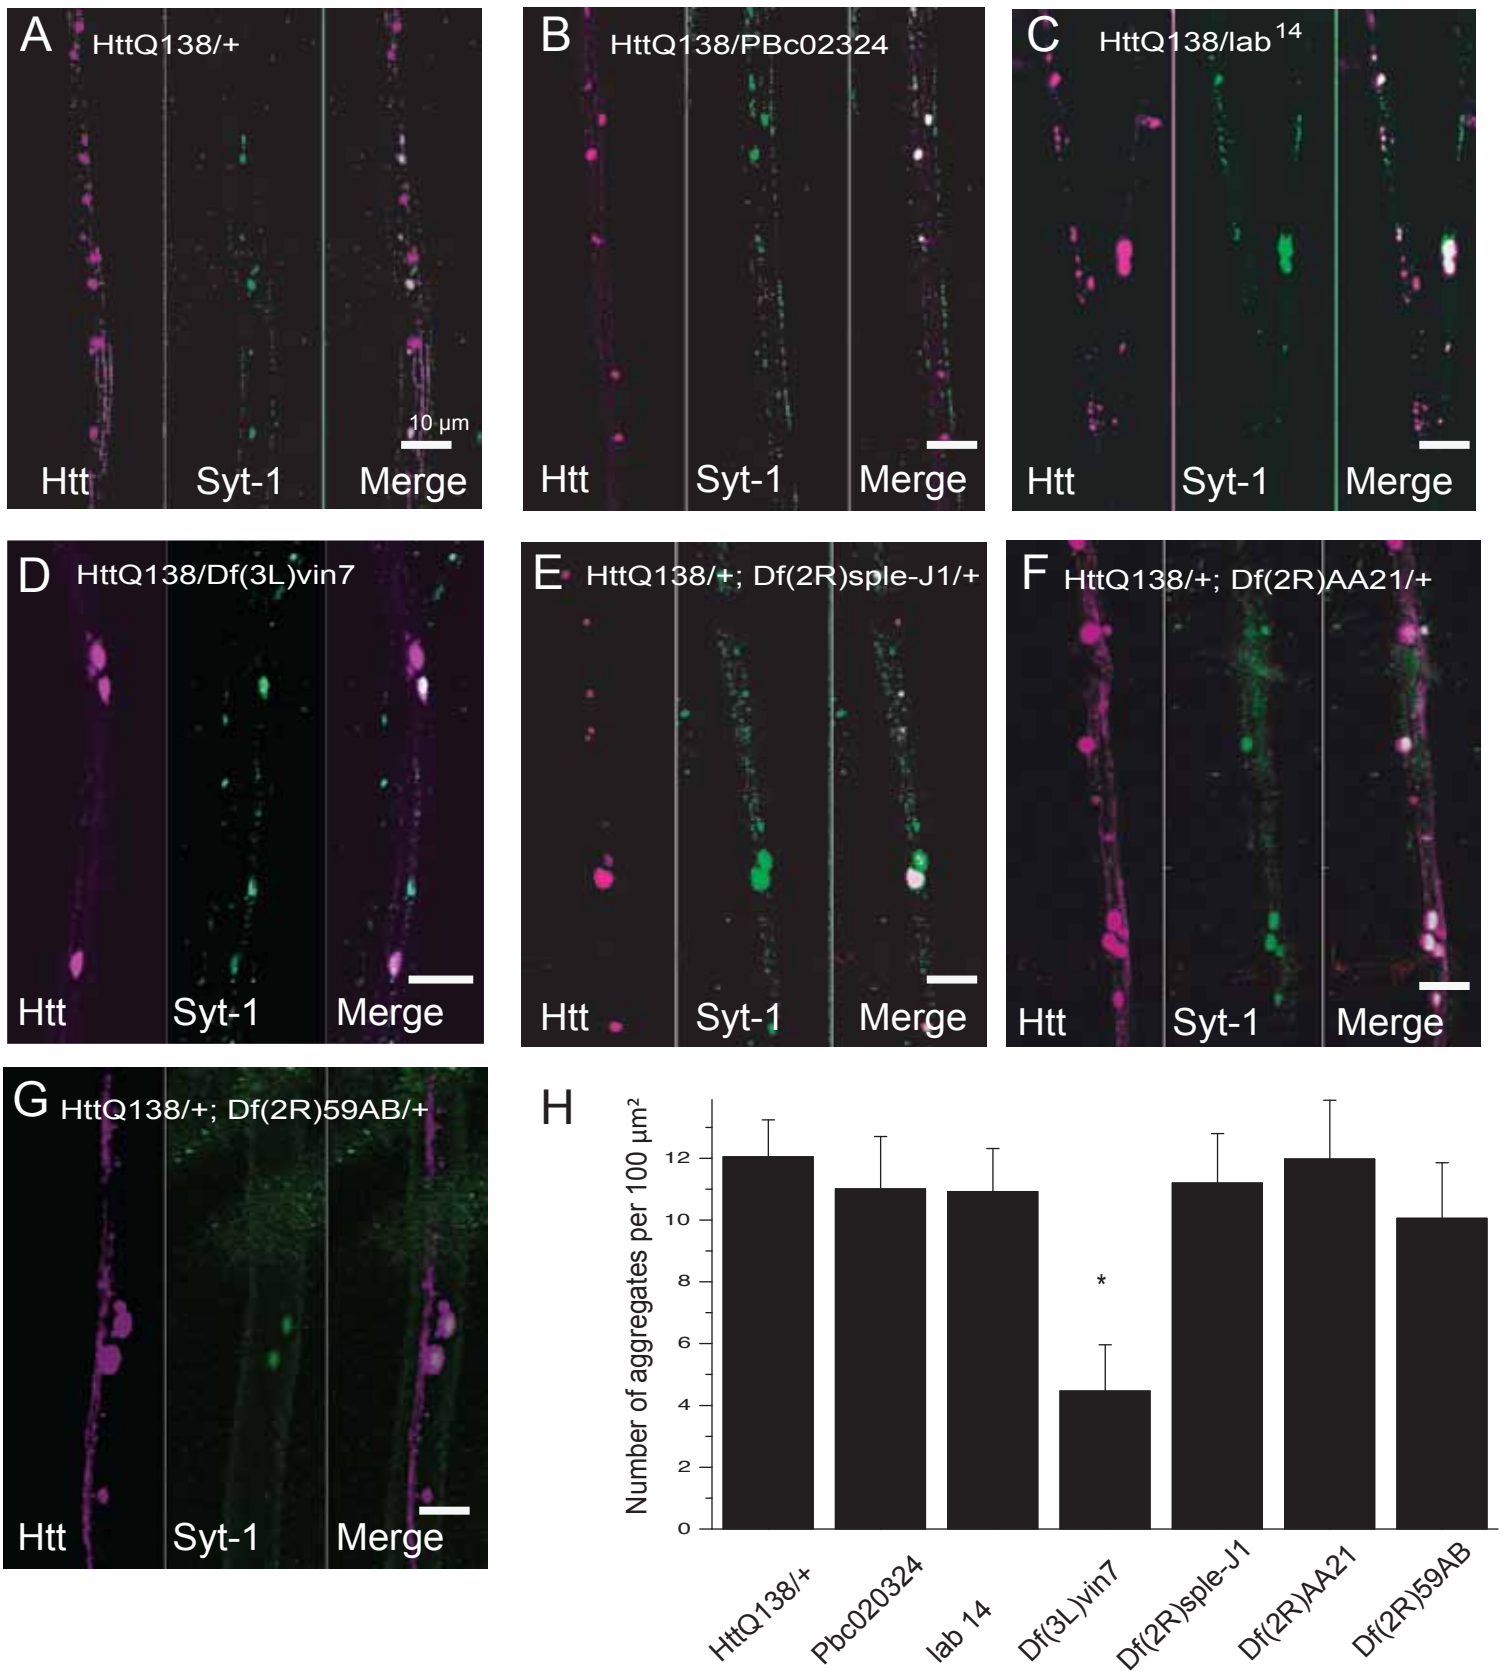 A
HttQ138/+
10 µm
Htt
Syt-1
Merge
B
HttQ138/PBc02324
Htt
Syt-1
Merge
C
HttQ138/lab14
Htt
Syt-1
Merge
D
HttQ138/Df(3L)vin7
Htt
Syt-1
Merge
E
HttQ138/+; Df(2R)sple-J1/+
Htt
Syt-1
Merge
F
HttQ138/+; Df(2R)AA21/+
Htt
Syt-1
Merge
G
HttQ138/+; Df(2R)59AB/+
Htt
Syt-1
Merge
H
Number of aggregates per 100 µm²
12
10
8
6
4
2
0
*
HttQ138/+
Pbc020324
lab 14
Df(3L)vin7
Df(2R)sple-J1
Df(2R)AA21
Df(2R)59AB